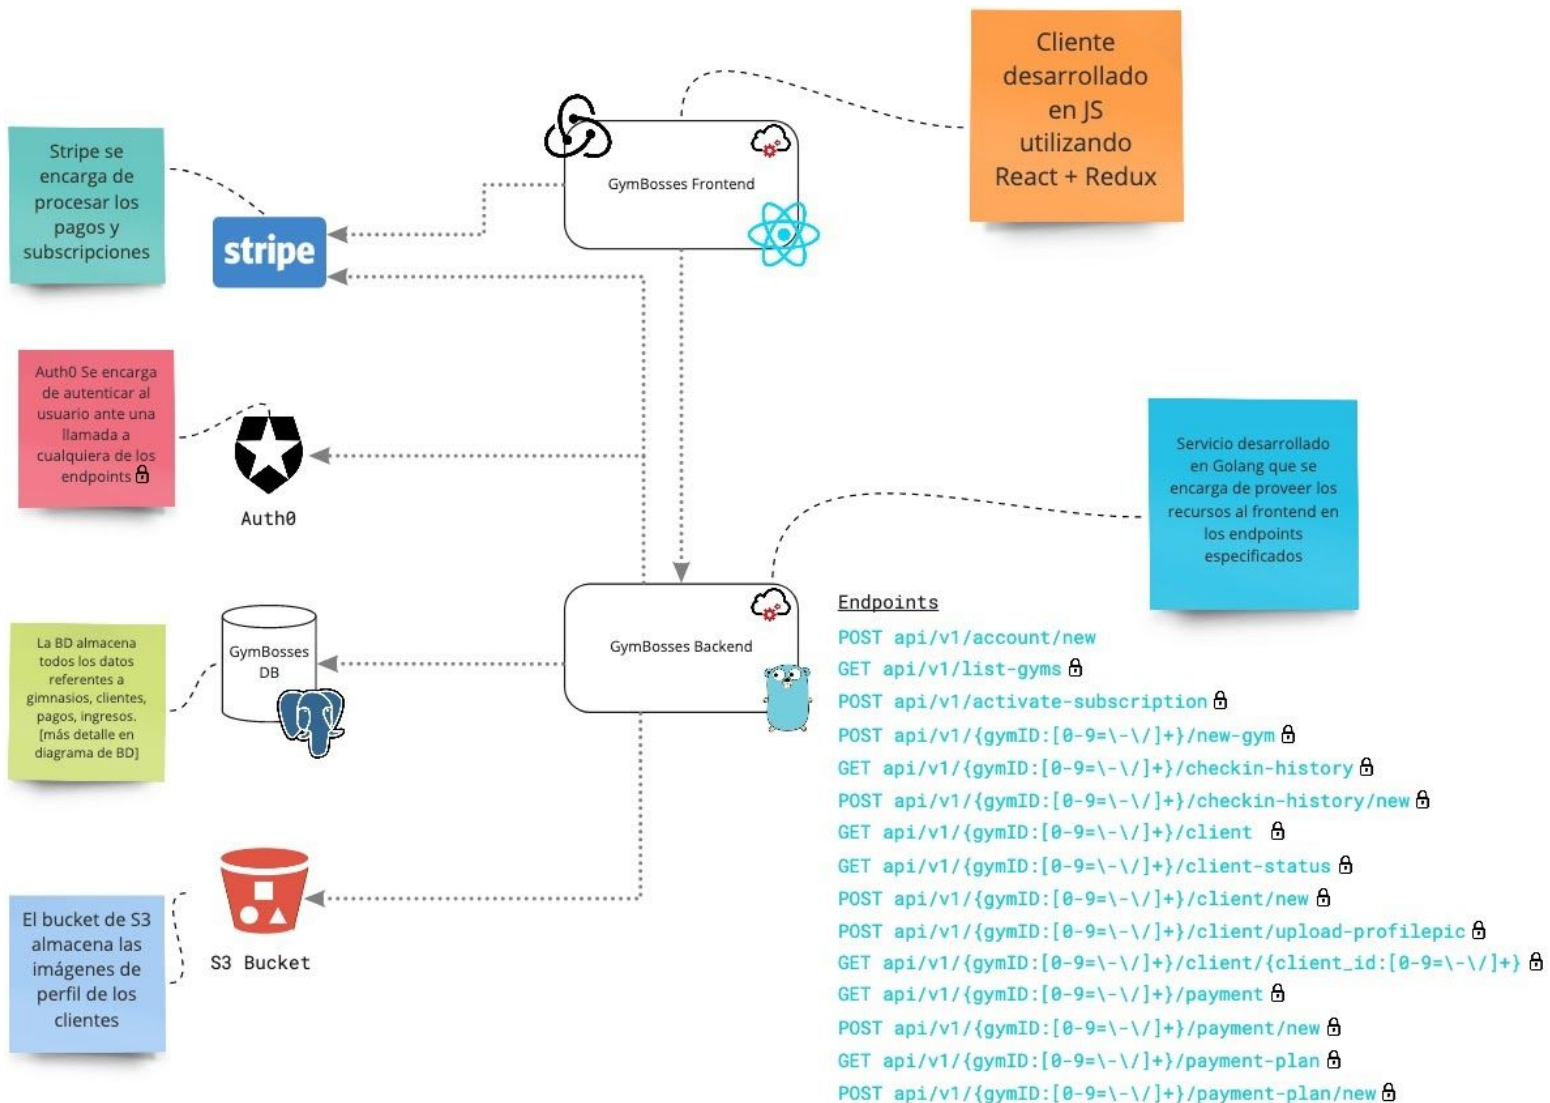 Cliente
desarrollado
en JS
utilizando
React + Redux
Stripe se
encarga de
procesar los
pagos y
subscripciones
stripe
GymBosses Frontend
Auth0 Se encarga
de autenticar al
usuario ante una
llamada a
cualquiera de los
endpoints
Auth0
Servicio desarrollado
en Golang que se
encarga de proveer los
recursos al frontend en
los endpoints
especificados
La BD almacena
todos los datos
referentes a
gimnasios, clientes,
pagos, ingresos.
[más detalle en
diagrama de BD]
GymBosses
DB
GymBosses Backend
El bucket de S3
almacena las
imágenes de
perfil de los
clientes
S3 Bucket
Endpoints
POST api/v1/account/new
GET api/v1/list-gyms
POST api/v1/activate-subscription
POST api/v1/{gymID:[0-9=\-\/]+}/new-gym
GET api/v1/{gymID:[0-9=\-\/]+}/checkin-history
POST api/v1/{gymID:[0-9=\-\/]+}/checkin-history/new
GET api/v1/{gymID:[0-9=\-\/]+}/client
GET api/v1/{gymID:[0-9=\-\/]+}/client-status
POST api/v1/{gymID:[0-9=\-\/]+}/client/new
POST api/v1/{gymID:[0-9=\-\/]+}/client/upload-profilepic
GET api/v1/{gymID:[0-9=\-\/]+}/client/{client_id:[0-9=\-\/]+}
GET api/v1/{gymID:[0-9=\-\/]+}/payment
POST api/v1/{gymID:[0-9=\-\/]+}/payment/new
GET api/v1/{gymID:[0-9=\-\/]+}/payment-plan
POST api/v1/{gymID:[0-9=\-\/]+}/payment-plan/new